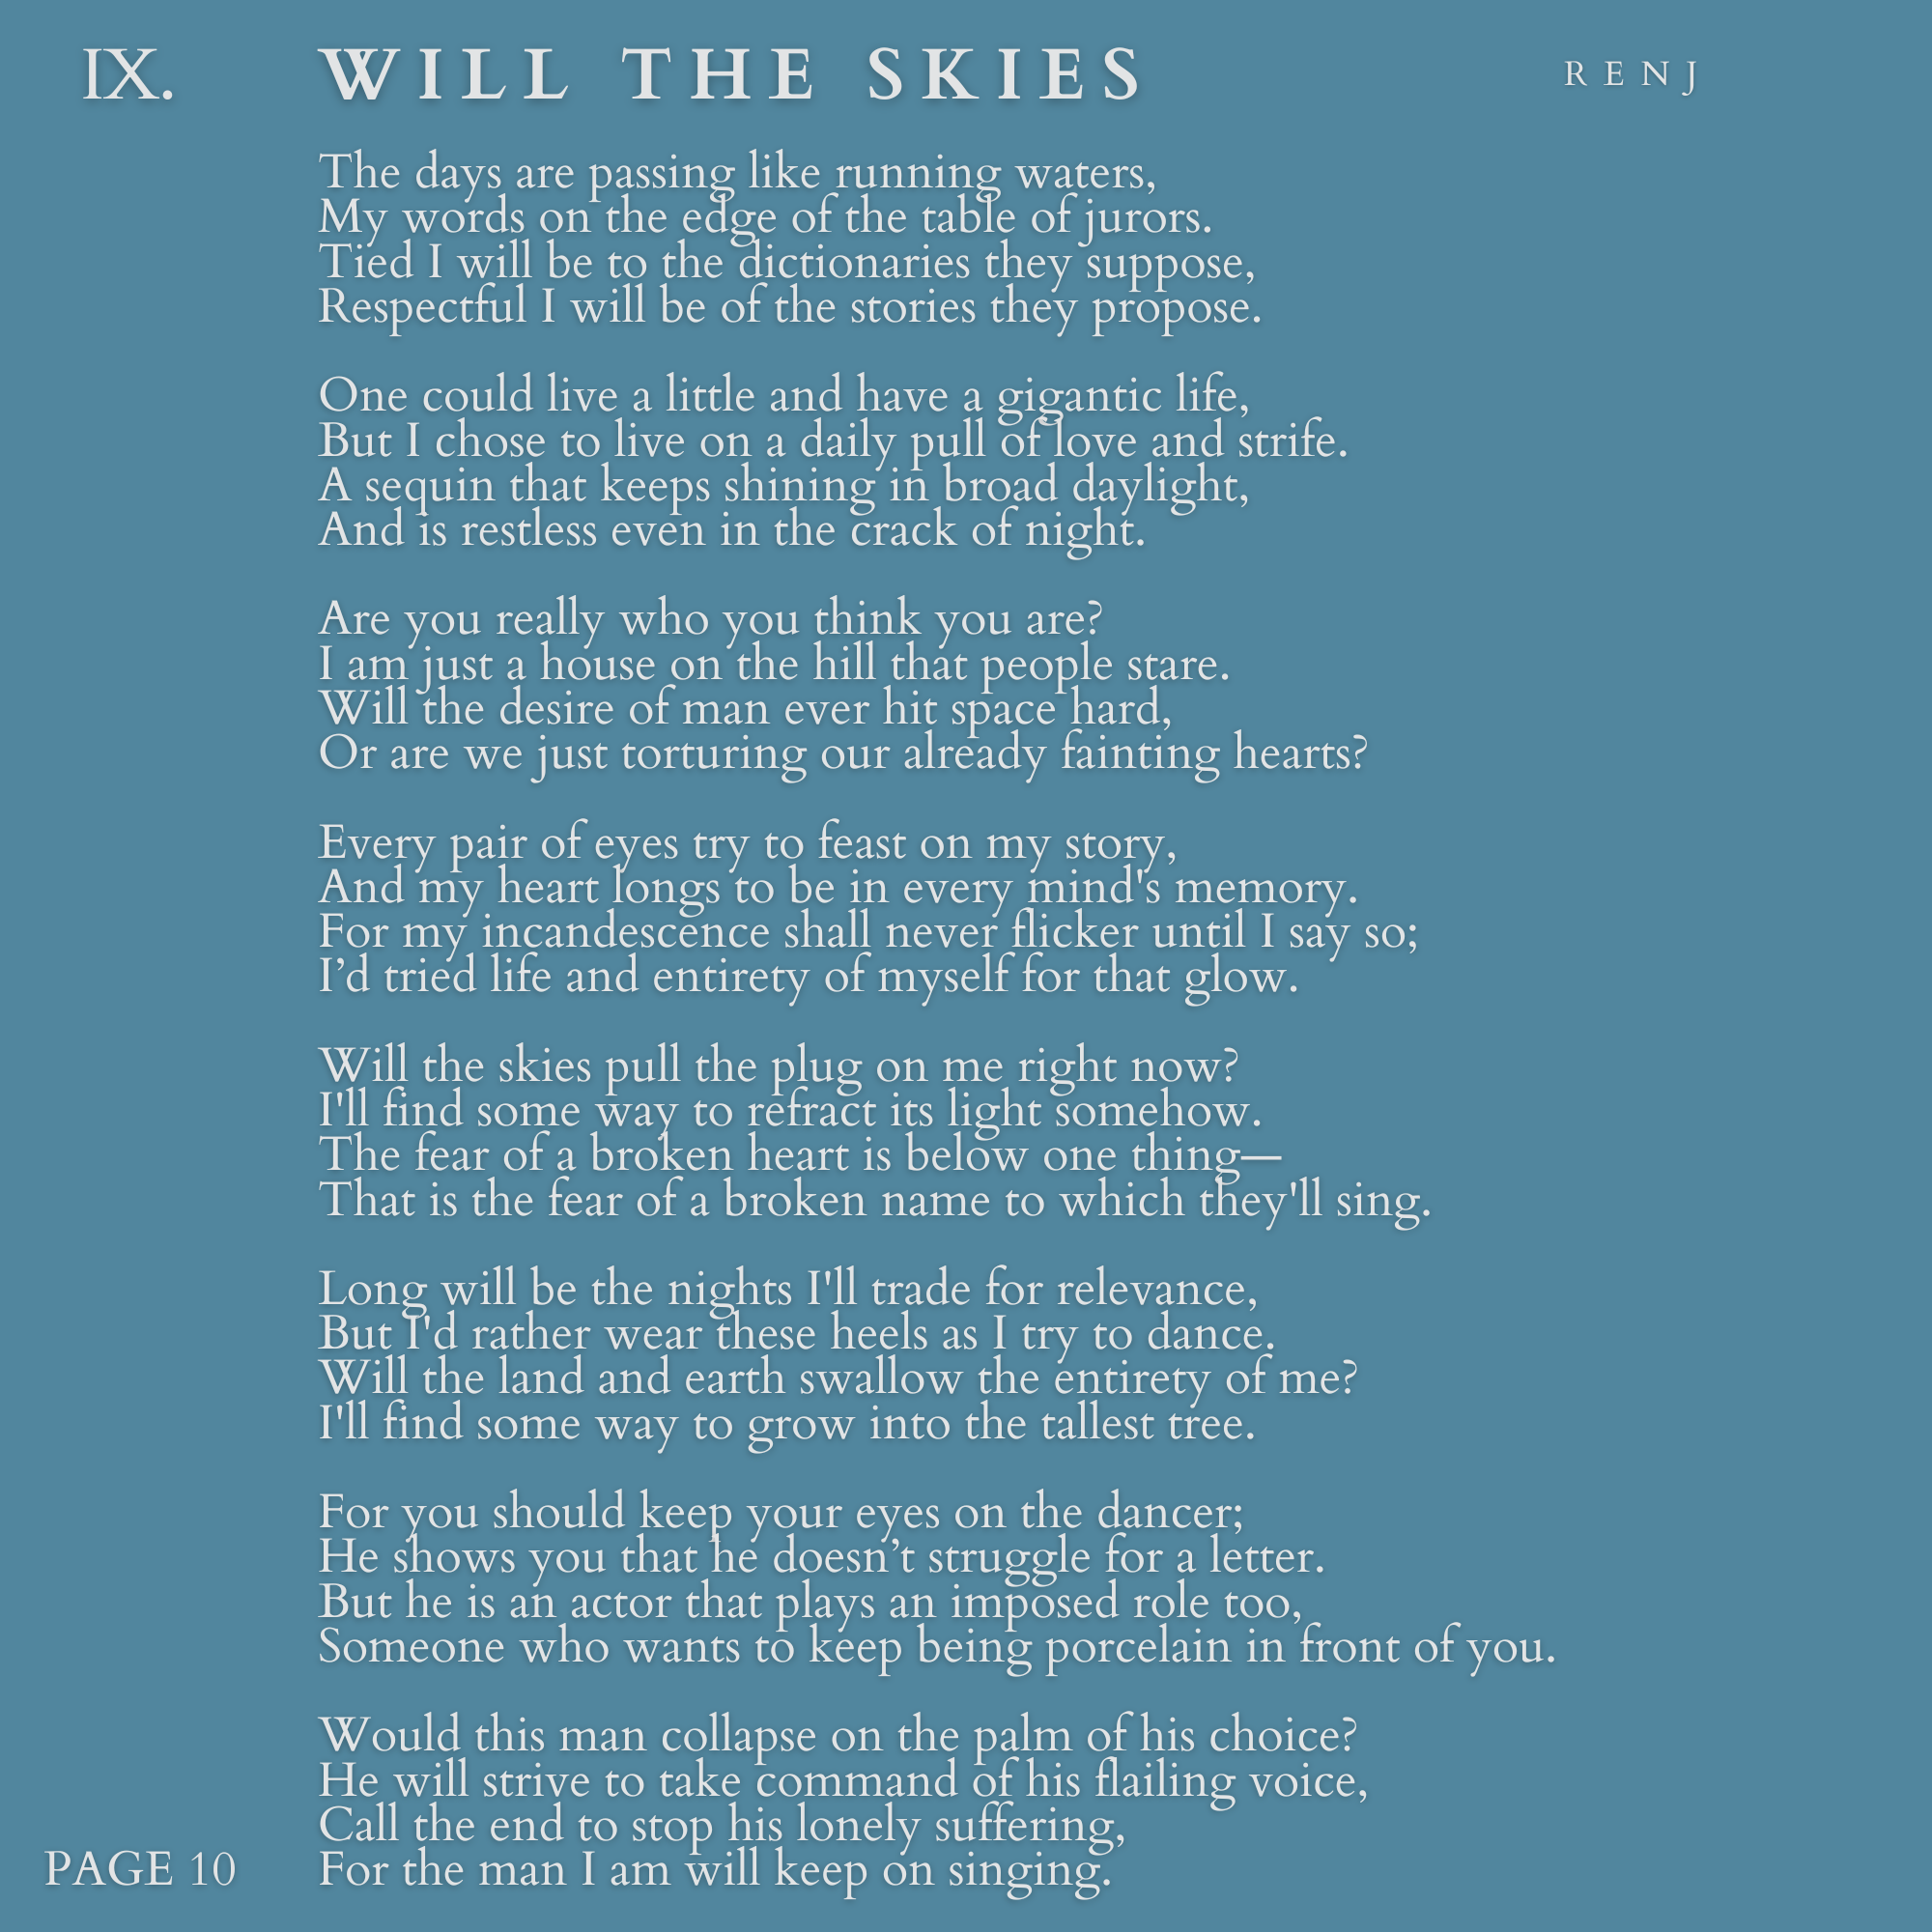 IX. WILL THE SKIES RENJ
The days are passing like running waters,
My words on the edge of the table of jurors.
Tied I will be to the dictionaries they suppose,
Respectful I will be of the stories they propose.
One could live a little and have a gigantic life,
But I chose to live on a daily pull of love and strife.
A sequin that keeps shining in broad daylight,
And is restless even in the crack of night.
Are you really who you think you are?
I am just a house on the hill that people stare.
Will the desire of man ever hit space hard,
Or are we just torturing our already fainting hearts?
Every pair of eyes try to feast on my story,
And my heart longs to be in every mind's memory.
For my incandescence shall never flicker until I say so;
I’d tried life and entirety of myself for that glow.
Will the skies pull the plug on me right now?
I'll find some way to refract its light somehow.
The fear of a broken heart is below one thing—
That is the fear of a broken name to which they'll sing.
Long will be the nights I'll trade for relevance,
But I'd rather wear these heels as I try to dance.
Will the land and earth swallow the entirety of me?
I'll find some way to grow into the tallest tree.
For you should keep your eyes on the dancer;
He shows you that he doesn’t struggle for a letter.
But he is an actor that plays an imposed role too,
Someone who wants to keep being porcelain in front of you.
Would this man collapse on the palm of his choice?
He will strive to take command of his flailing voice,
Call the end to stop his lonely suffering,
For the man I am will keep on singing.
PAGE 10